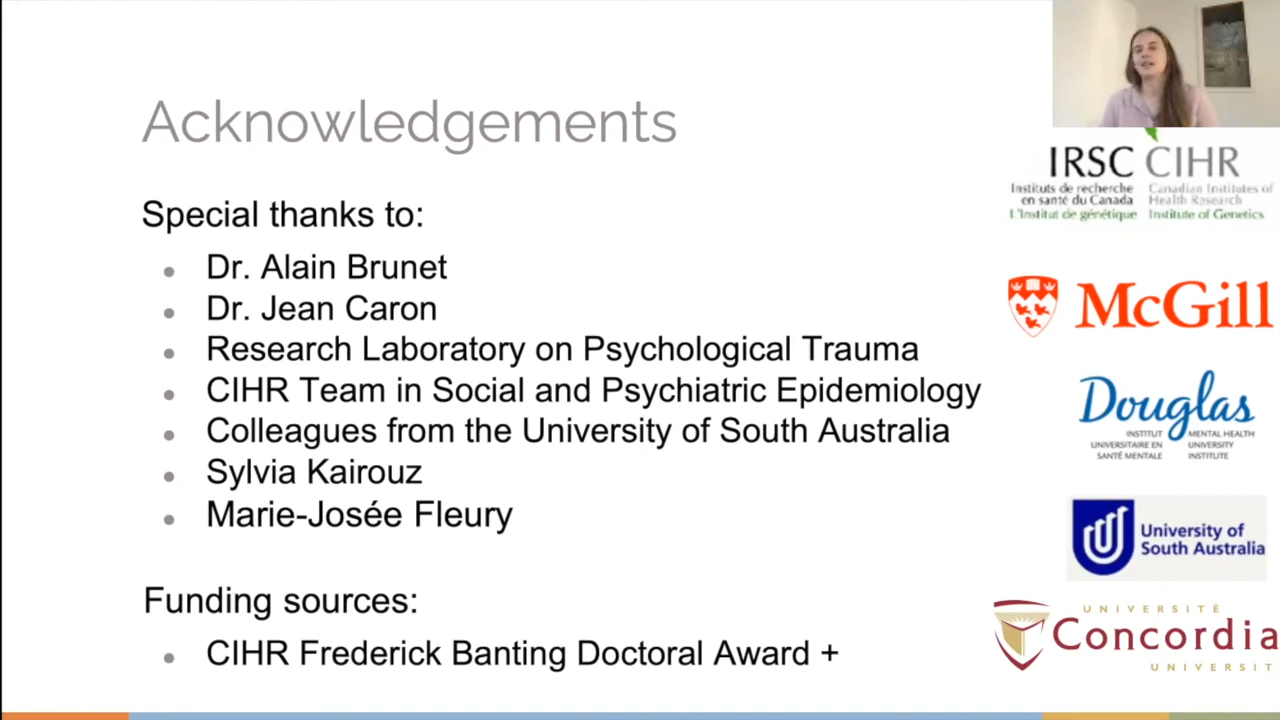 Acknowledgements
Special thanks to:
Dr. Alain Brunet
Dr. Jean Caron
Research Laboratory on Psychological Trauma
CIHR Team in Social and Psychiatric Epidemiology
Colleagues from the University of South Australia
Sylvia Kairouz
Marie-Josée Fleury
Funding sources:
CIHR Frederick Banting Doctoral Award +
IRSC CIHR
Instituts de recherche
en santé du Canada
L'Institut de génétique
Canadian Institutes of
Health Research
Institute of Genetics
McGill
Douglas
INSTITUT
UNIVERSITAIRE EN
SANTÉ MENTALE
MENTAL HEALTH
UNIVERSITY
INSTITUTE
University of
South Australia
UNIVERSITÉ
Concordia
UNIVERSIT